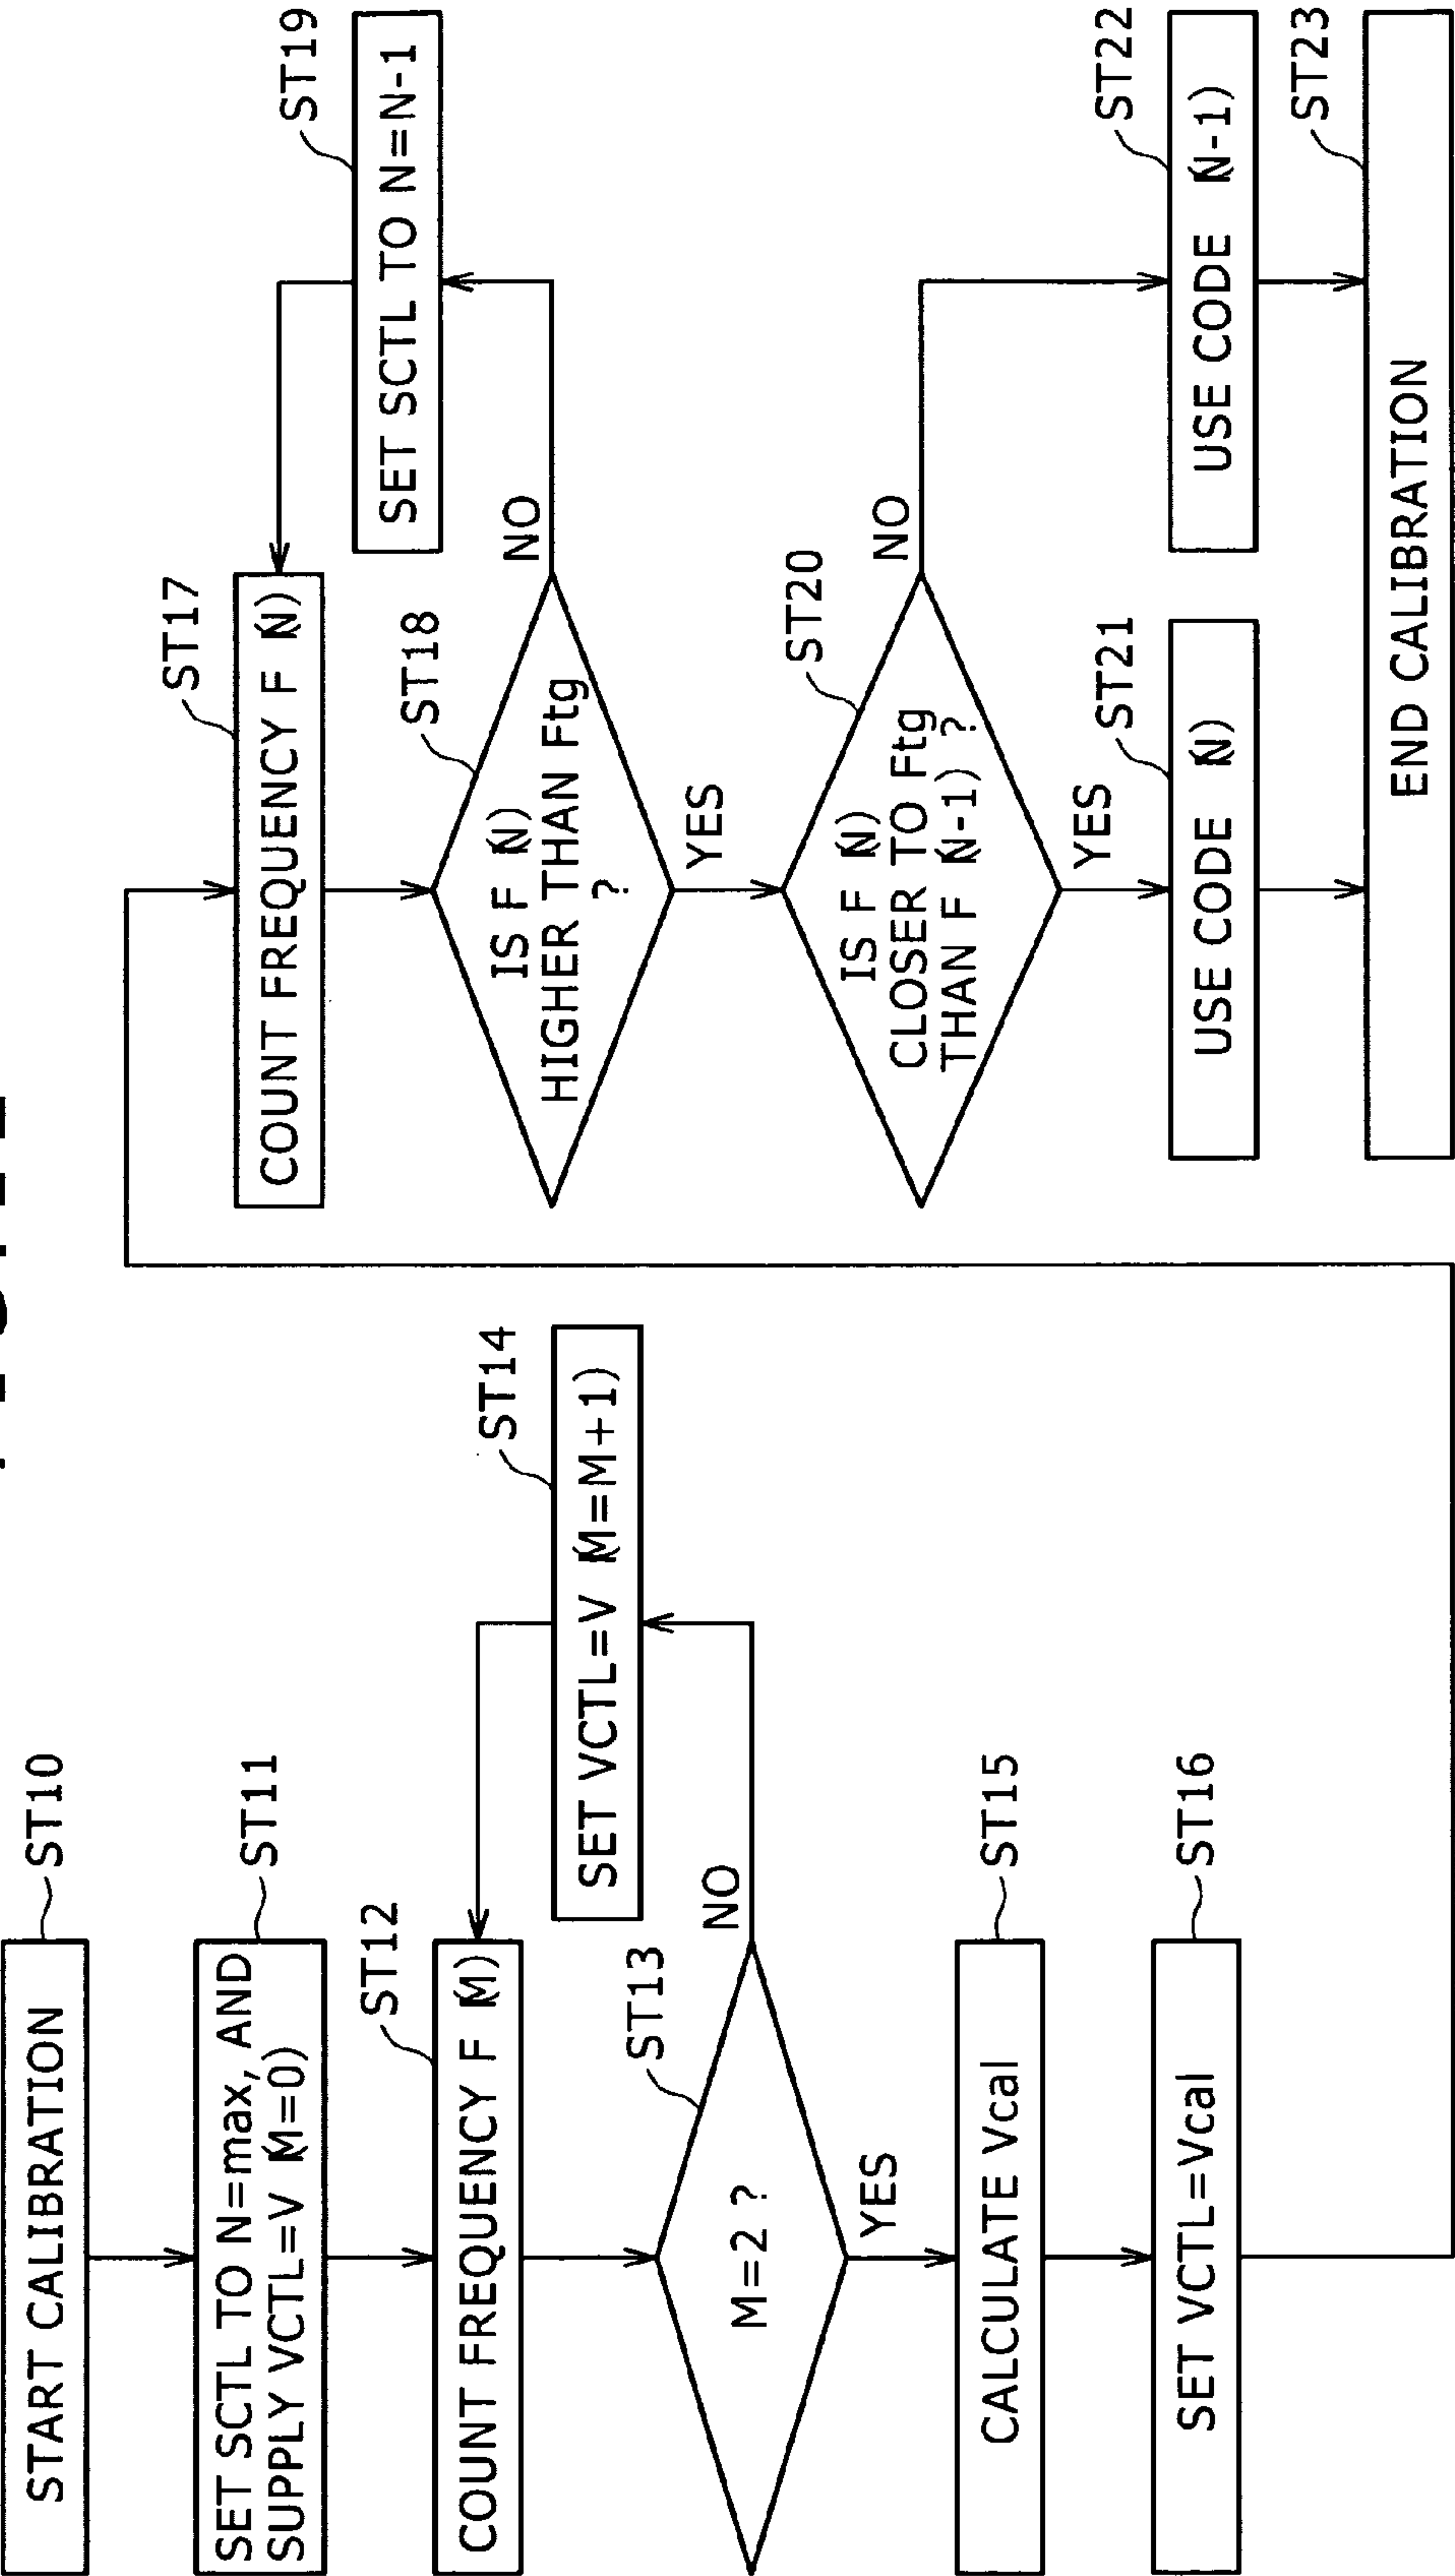 START CALIBRATION
ST10
SET SCTL TO N=max, AND
SUPPLY VCTL=V (M=0)
ST11
COUNT FREQUENCY F (M)
ST12
M=2 ?
ST13
NO
YES
SET VCTL=V (M=M+1)
ST14
CALCULATE Vcal
ST15
SET VCTL=Vcal
ST16
COUNT FREQUENCY F (N)
ST17
IS F (N)
HIGHER THAN Ftg
?
ST18
NO
YES
SET SCTL TO N=N-1
ST19
IS F (N)
CLOSER TO Ftg
THAN F (N-1) ?
ST20
NO
YES
USE CODE (N)
ST21
USE CODE (N-1)
ST22
END CALIBRATION
ST23